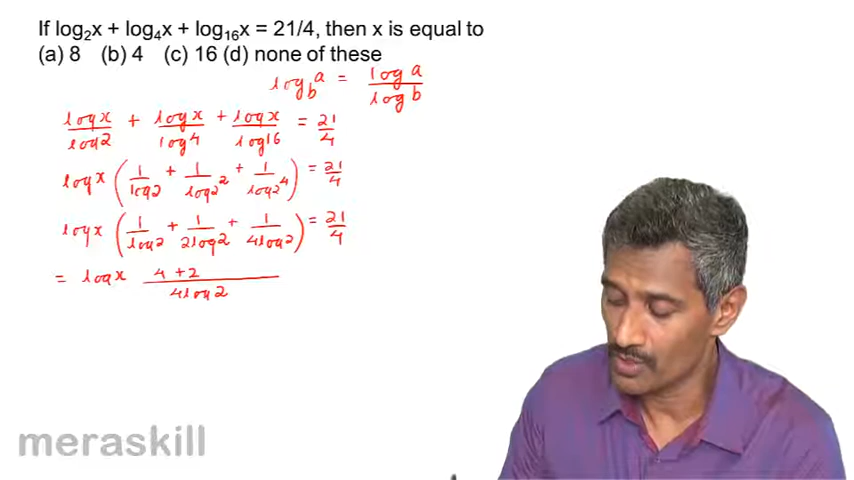 If log₂x + log₄x + log₁₆x = 21/4, then x is equal to
(a) 8 (b) 4 (c) 16 (d) none of these
log_b a = log a / log b
log x / log 2 + log x / log 4 + log x / log 16 = 21/4
log x ( 1/log 2 + 1/log 2² + 1/log 2⁴ ) = 21/4
log x ( 1/log 2 + 1/2log 2 + 1/4log 2 ) = 21/4
= log x 4 + 2 / 4log 2
meraskill